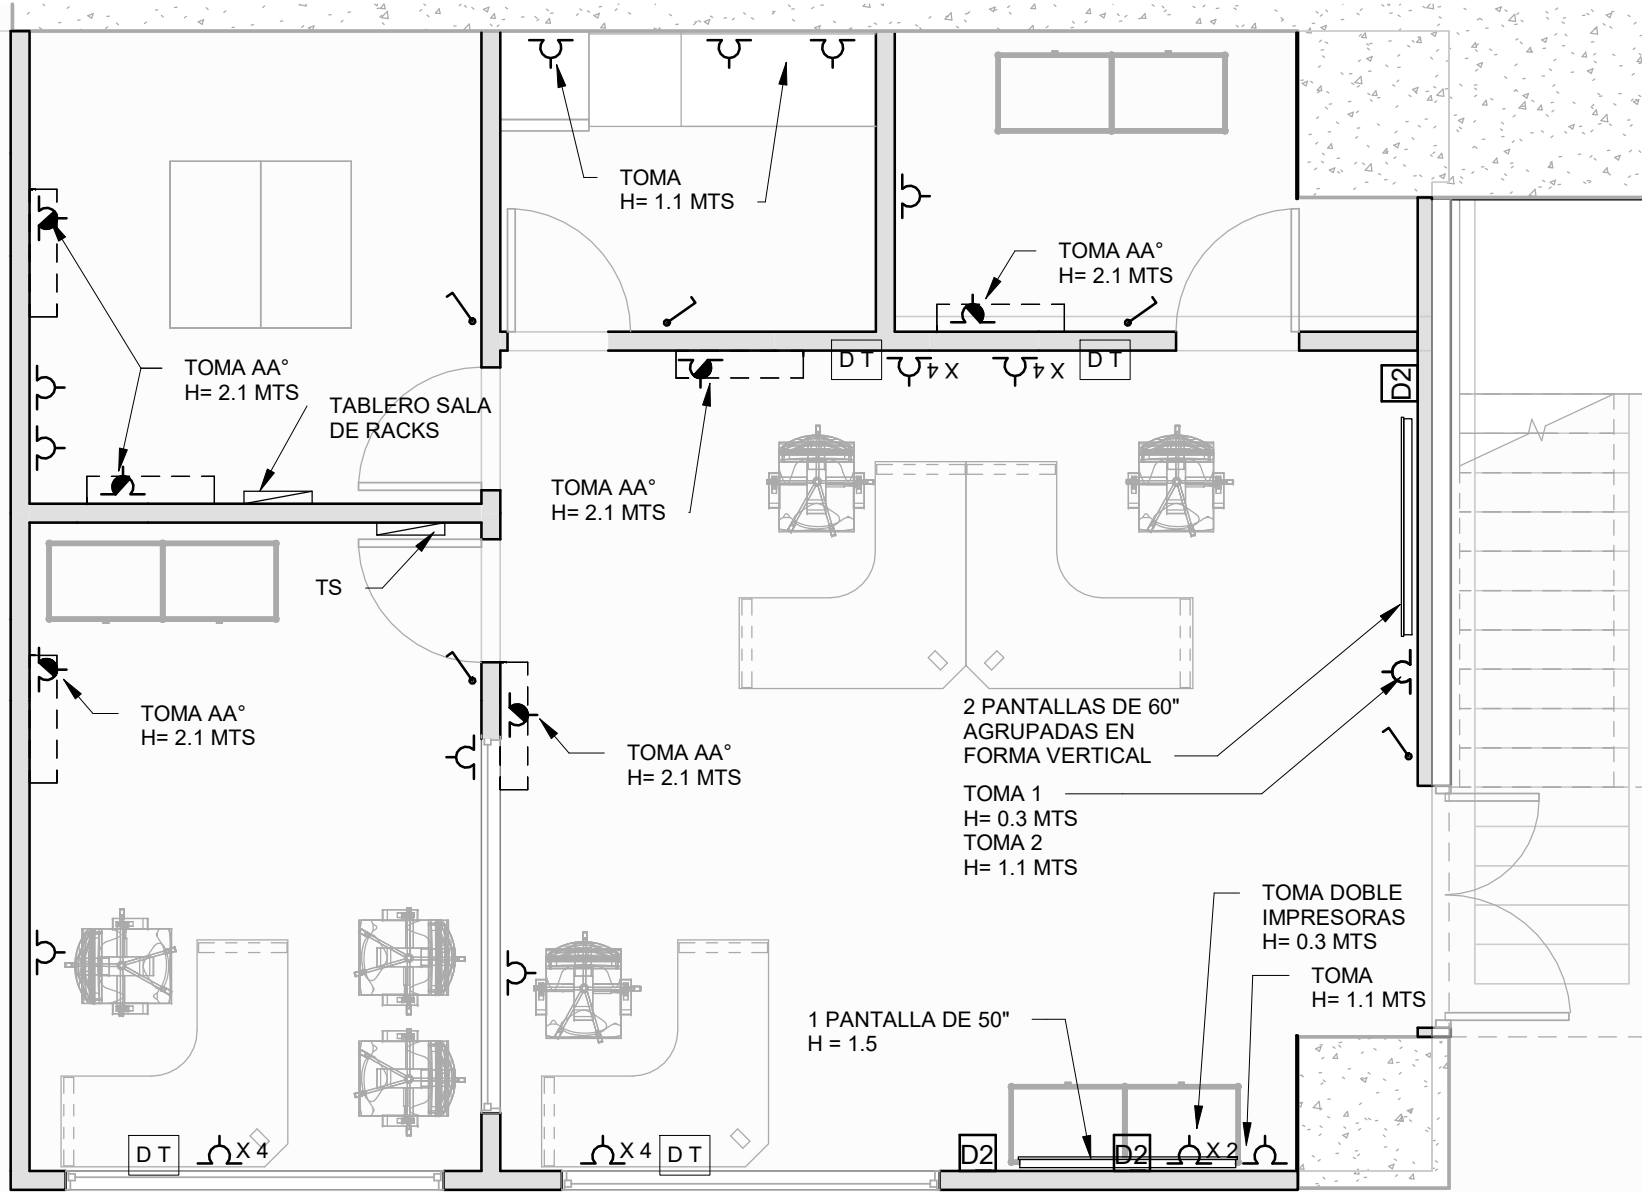 TOMA
H= 1.1 MTS
TOMA AA°
H= 2.1 MTS
TOMA AA°
H= 2.1 MTS
TABLERO SALA
DE RACKS
D T
X 4
X 4
D T
D2
TOMA AA°
H= 2.1 MTS
TS
TOMA AA°
H= 2.1 MTS
TOMA AA°
H= 2.1 MTS
2 PANTALLAS DE 60"
AGRUPADAS EN
FORMA VERTICAL
TOMA 1
H= 0.3 MTS
TOMA 2
H= 1.1 MTS
TOMA DOBLE
IMPRESORAS
H= 0.3 MTS
TOMA
H= 1.1 MTS
1 PANTALLA DE 50"
H = 1.5
D T
X 4
X 4
D T
D2
D2
X 2